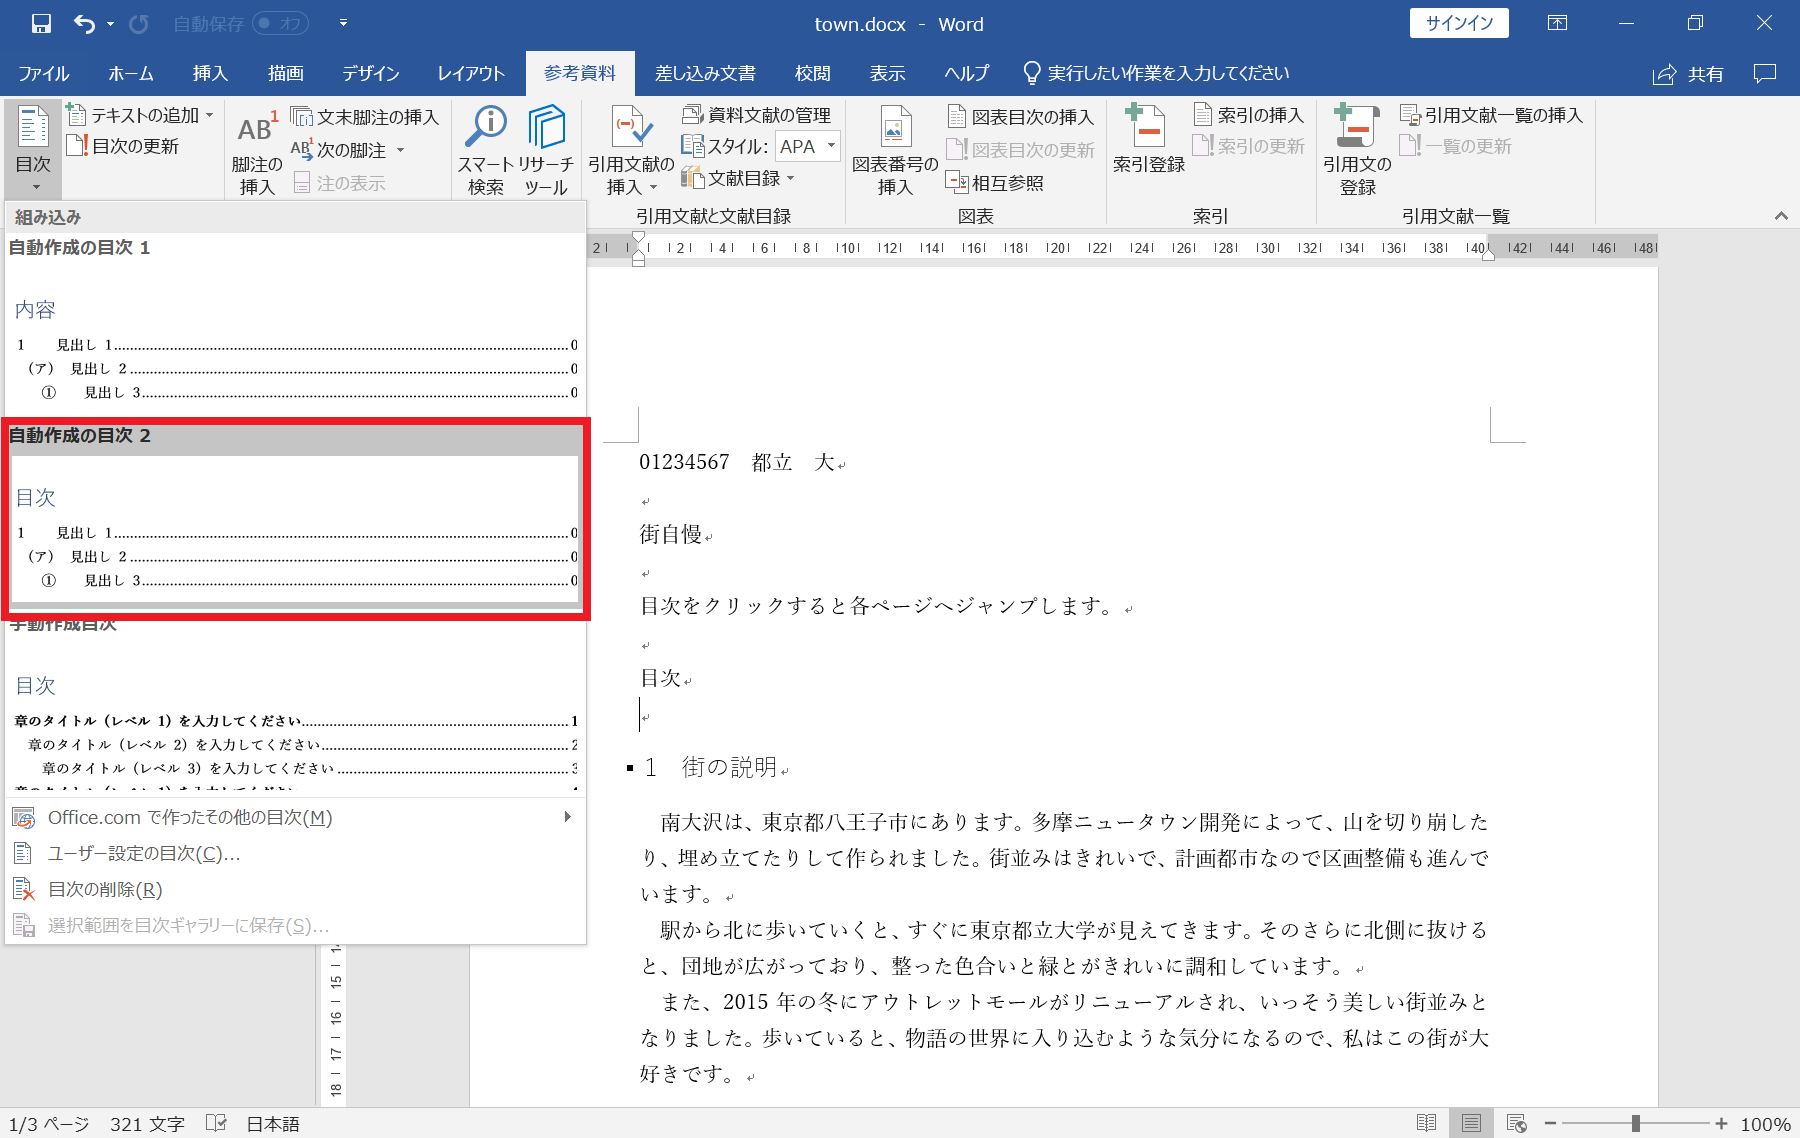 自動保存 オフ
town.docx - Word
サインイン
ファイル ホーム 挿入 描画 デザイン レイアウト 参考資料 差し込み文書 校閲 表示 ヘルプ 実行したい作業を入力してください 共有
目次
テキストの追加
目次の更新
AB1
脚注の
挿入
文末脚注の挿入
AB1 次の脚注
注の表示
スマート
検索
リサーチ
ツール
引用文献の
挿入
資料文献の管理
スタイル: APA
文献目録
引用文献と文献目録
図表番号の
挿入
図表目次の挿入
図表目次の更新
相互参照
図表
索引登録
索引の挿入
索引の更新
索引
引用文の
登録
引用文献一覧の挿入
一覧の更新
引用文献一覧
組み込み
自動作成の目次 1
内容
1 見出し 1 0
(ア) 見出し 2 0
① 見出し 3 0
自動作成の目次 2
目次
1 見出し 1 0
(ア) 見出し 2 0
① 見出し 3 0
手動作成目次
目次
章のタイトル (レベル 1) を入力してください 1
章のタイトル (レベル 2) を入力してください 2
章のタイトル (レベル 3) を入力してください 3
Office.com で作ったその他の目次(M)
ユーザー設定の目次(C)...
目次の削除(R)
選択範囲を目次ギャラリーに保存(S)...
2 2 4 6 8 10 12 14 16 18 20 22 24 26 28 30 32 34 36 38 40 42 44 46 48
01234567 都立 大
街自慢
目次をクリックすると各ページへジャンプします。
目次
1 街の説明
南大沢は、東京都八王子市にあります。多摩ニュータウン開発によって、山を切り崩した
り、埋め立てたりして作られました。街並みはきれいで、計画都市なので区画整備も進んで
います。
駅から北に歩いていくと、すぐに東京都立大学が見えてきます。そのさらに北側に抜ける
と、団地が広がっており、整った色合いと緑とがきれいに調和しています。
また、2015 年の冬にアウトレットモールがリニューアルされ、いっそう美しい街並みと
なりました。歩いていると、物語の世界に入り込むような気分になるので、私はこの街が大
好きです。
15
16
17
18
1/3 ページ 321 文字 日本語 100%